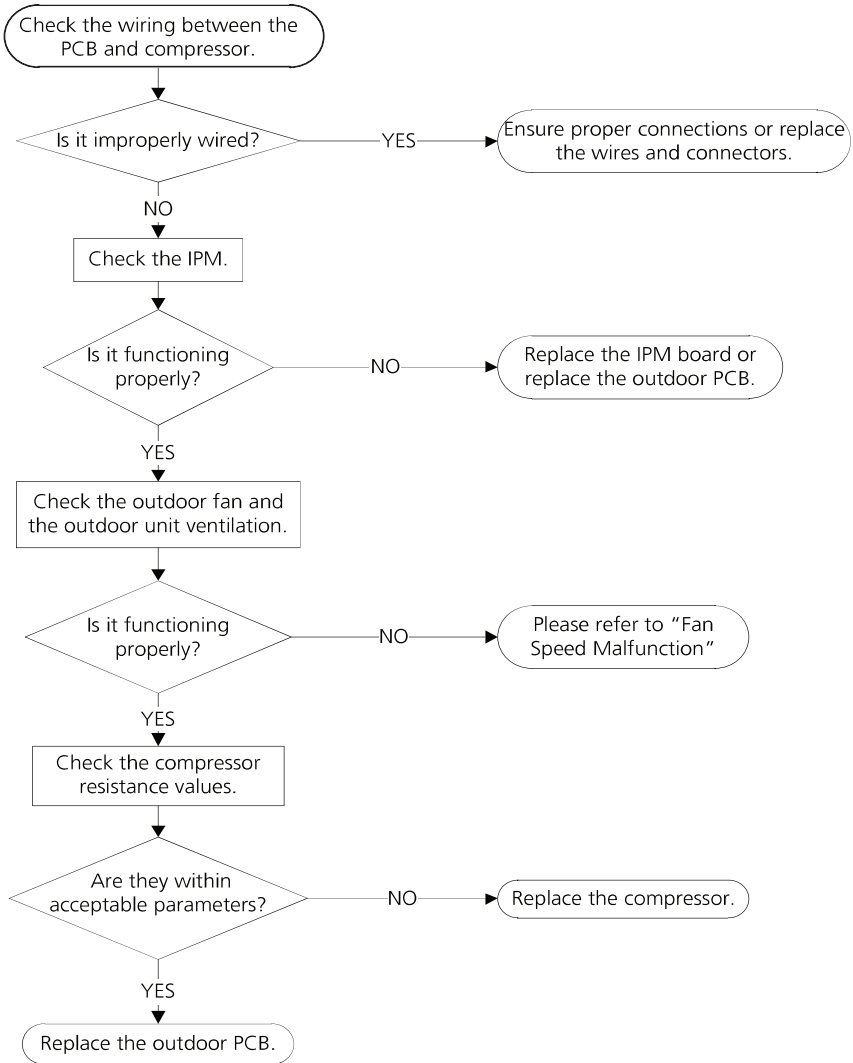 Check the wiring between the
PCB and compressor.
Is it improperly wired?
YES
Ensure proper connections or replace
the wires and connectors.
NO
Check the IPM.
Is it functioning
properly?
NO
Replace the IPM board or
replace the outdoor PCB.
YES
Check the outdoor fan and
the outdoor unit ventilation.
Is it functioning
properly?
NO
Please refer to “Fan
Speed Malfunction”
YES
Check the compressor
resistance values.
Are they within
acceptable parameters?
NO
Replace the compressor.
YES
Replace the outdoor PCB.